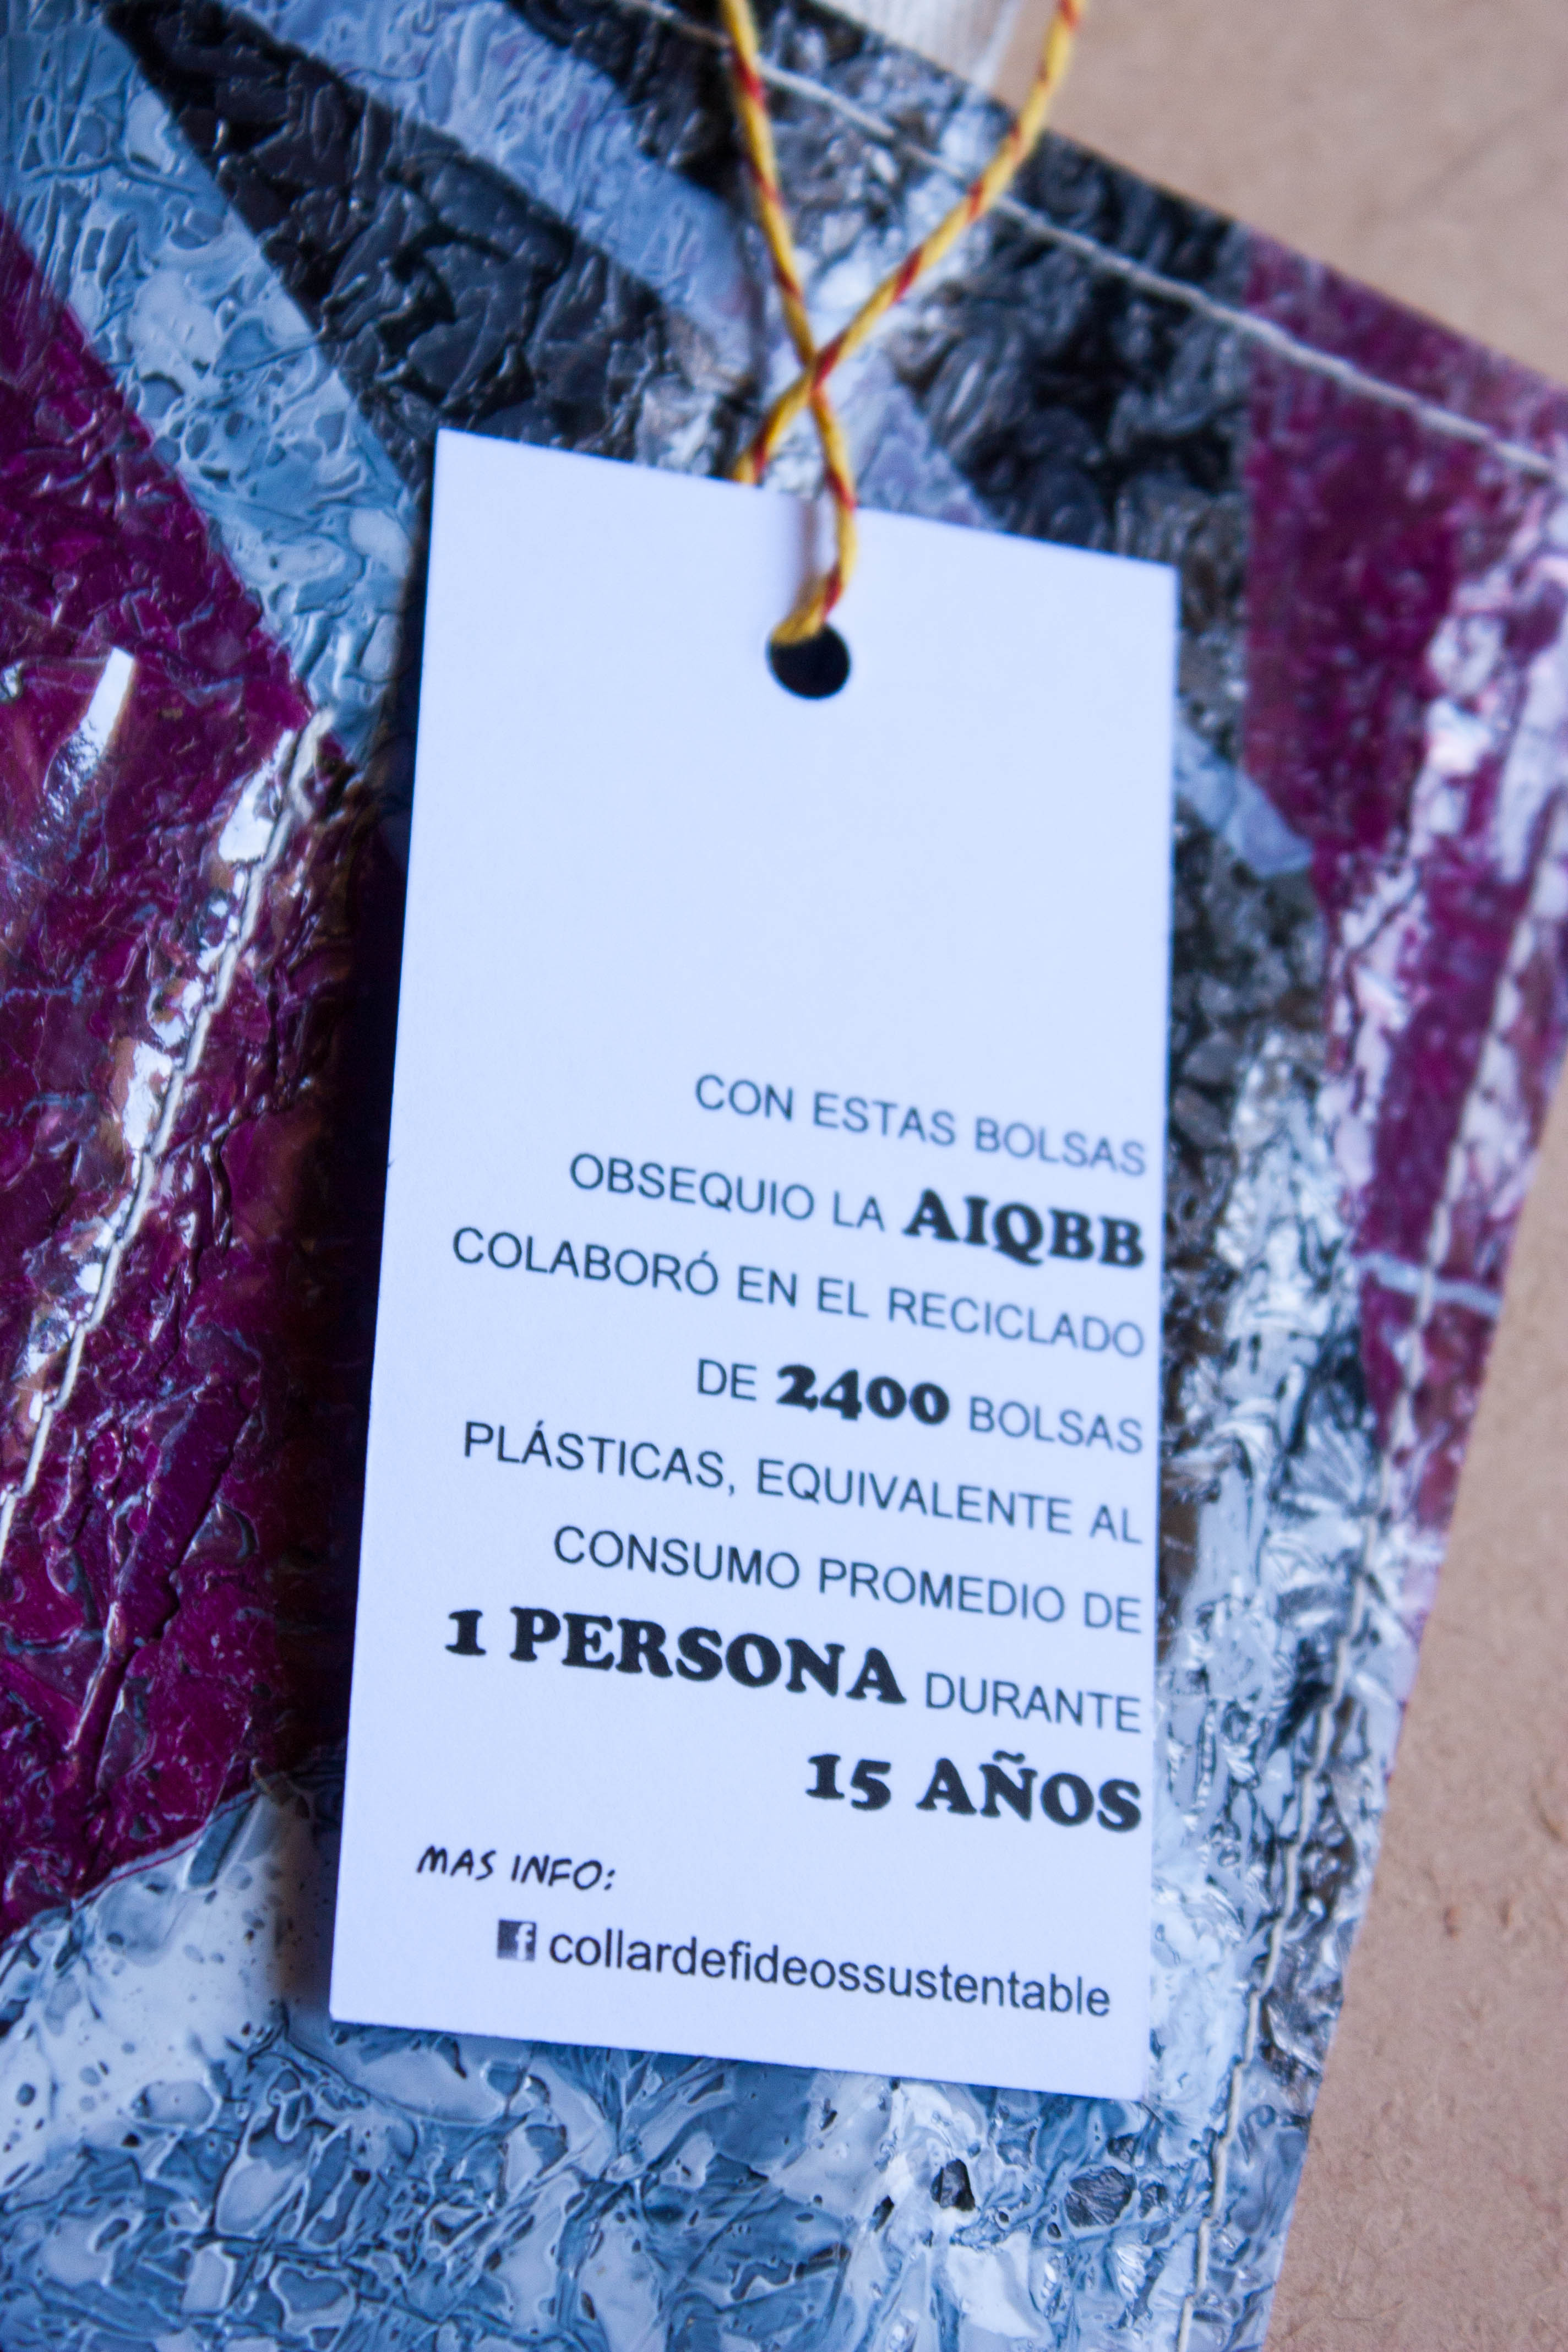 CON ESTAS BOLSAS
OBSEQUIO LA AIQBB
COLABORÓ EN EL RECICLADO
DE 2400 BOLSAS
PLÁSTICAS, EQUIVALENTE AL
CONSUMO PROMEDIO DE
1 PERSONA DURANTE
15 AÑOS
MAS INFO:
f collardefideossustentable